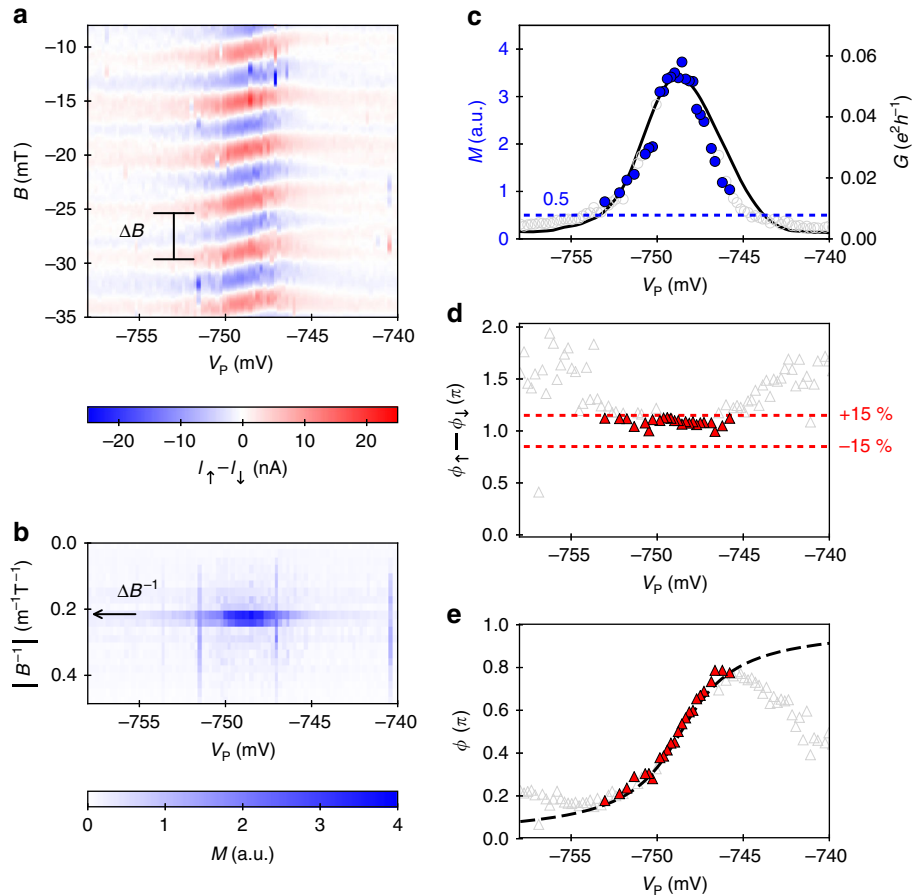 a
−10
−15
−20
−25
−30
−35
B (mT)
ΔB
−755 −750 −745 −740
V_P (mV)
−20 −10 0 10 20
I↑−I↓ (nA)
b
0.0
0.2
0.4
|B⁻¹| (m⁻¹T⁻¹)
ΔB⁻¹
−755 −750 −745 −740
V_P (mV)
0 1 2 3 4
M (a.u.)
c
4
3
2
1
0
M (a.u.)
0.5
0.06
0.04
0.02
0.00
G (e²h⁻¹)
−755 −750 −745 −740
V_P (mV)
d
2.0
1.5
1.0
0.5
0.0
ϕ↑ − ϕ↓ (π)
+15 %
−15 %
−755 −750 −745 −740
V_P (mV)
e
1.0
0.8
0.6
0.4
0.2
0.0
ϕ (π)
−755 −750 −745 −740
V_P (mV)